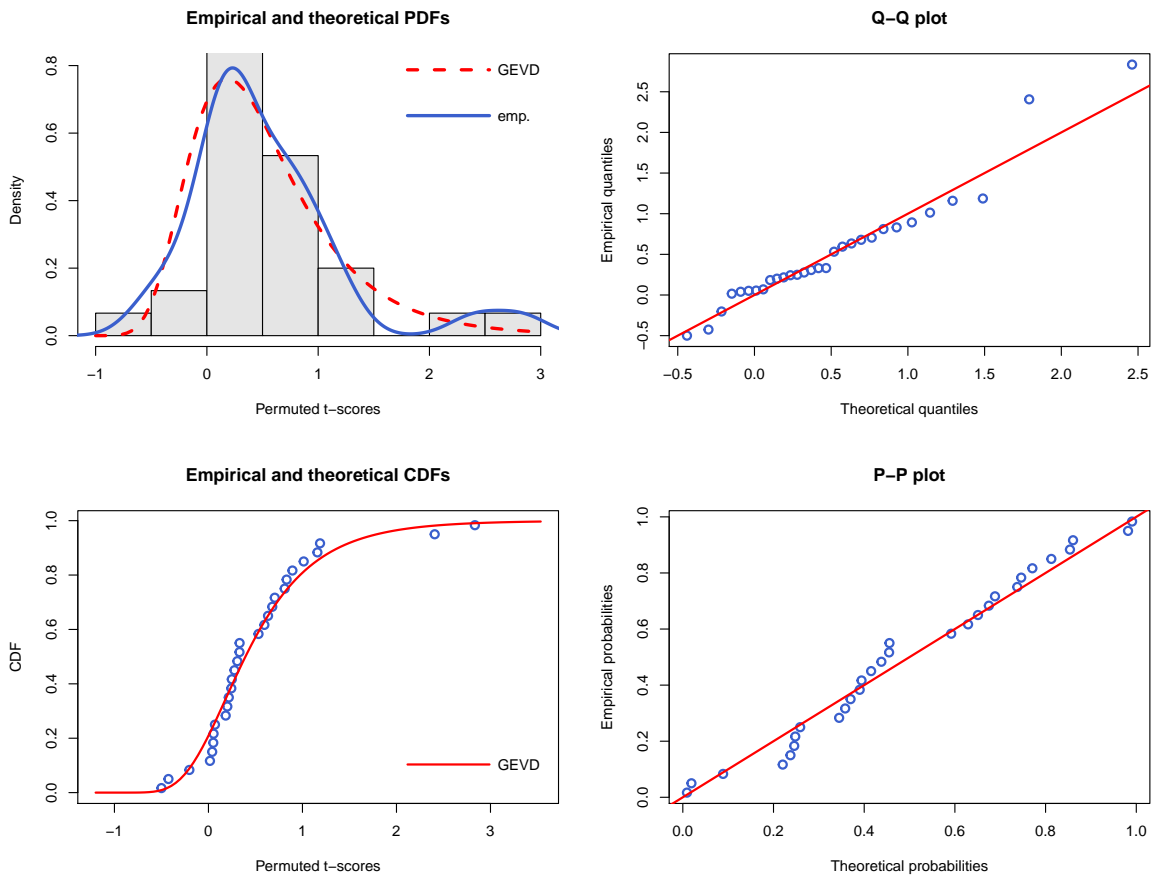 Empirical and theoretical PDFs
Density
0.0 0.2 0.4 0.6 0.8
GEVD
emp.
−1 0 1 2 3
Permuted t−scores
Q−Q plot
Empirical quantiles
−0.5 0.0 0.5 1.0 1.5 2.0 2.5
−0.5 0.0 0.5 1.0 1.5 2.0 2.5
Theoretical quantiles
Empirical and theoretical CDFs
CDF
0.0 0.2 0.4 0.6 0.8 1.0
GEVD
−1 0 1 2 3
Permuted t−scores
P−P plot
Empirical probabilities
0.0 0.2 0.4 0.6 0.8 1.0
0.0 0.2 0.4 0.6 0.8 1.0
Theoretical probabilities